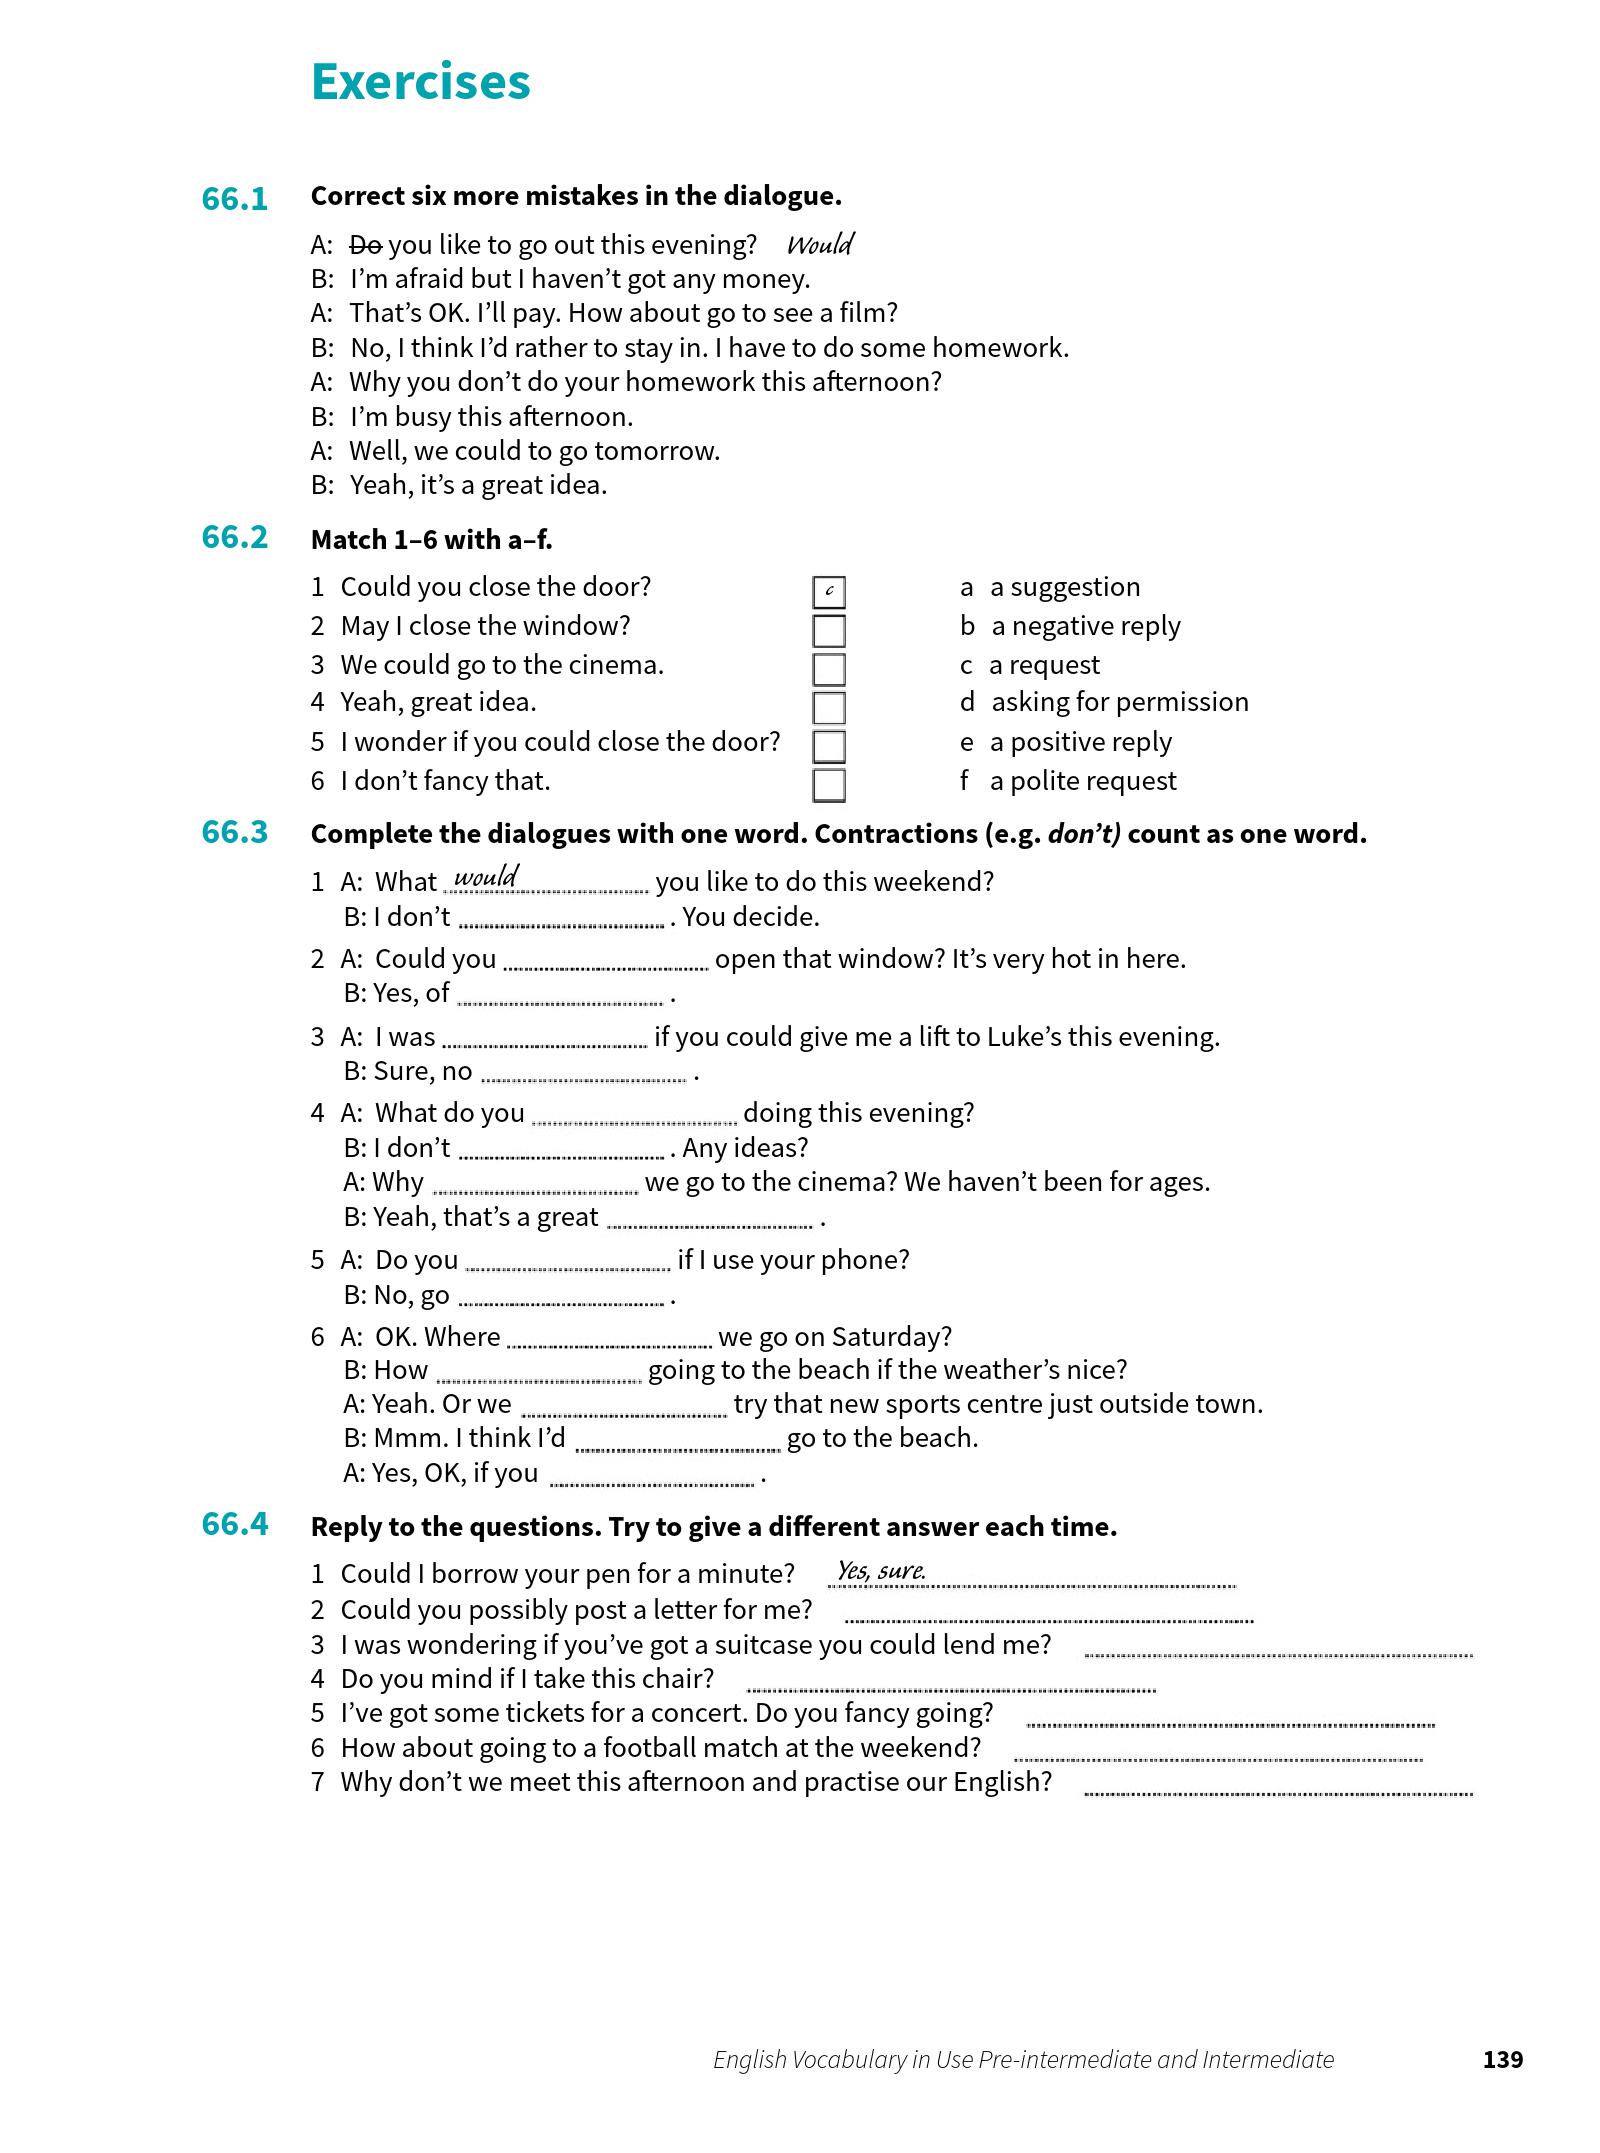 Exercises
66.1 Correct six more mistakes in the dialogue.
A: Do you like to go out this evening? Would
B: I'm afraid but I haven't got any money.
A: That's OK. I'll pay. How about go to see a film?
B: No, I think I'd rather to stay in. I have to do some homework.
A: Why you don't do your homework this afternoon?
B: I'm busy this afternoon.
A: Well, we could to go tomorrow.
B: Yeah, it's a great idea.
66.2 Match 1–6 with a–f.
1 Could you close the door? c a a suggestion
2 May I close the window? b a negative reply
3 We could go to the cinema. c a request
4 Yeah, great idea. d asking for permission
5 I wonder if you could close the door? e a positive reply
6 I don't fancy that. f a polite request
66.3 Complete the dialogues with one word. Contractions (e.g. don't) count as one word.
1 A: What would you like to do this weekend?
B: I don't ............ . You decide.
2 A: Could you ............ open that window? It's very hot in here.
B: Yes, of ............ .
3 A: I was ............ if you could give me a lift to Luke's this evening.
B: Sure, no ............ .
4 A: What do you ............ doing this evening?
B: I don't ............ . Any ideas?
A: Why ............ we go to the cinema? We haven't been for ages.
B: Yeah, that's a great ............ .
5 A: Do you ............ if I use your phone?
B: No, go ............ .
6 A: OK. Where ............ we go on Saturday?
B: How ............ going to the beach if the weather's nice?
A: Yeah. Or we ............ try that new sports centre just outside town.
B: Mmm. I think I'd ............ go to the beach.
A: Yes, OK, if you ............ .
66.4 Reply to the questions. Try to give a different answer each time.
1 Could I borrow your pen for a minute? Yes, sure.
2 Could you possibly post a letter for me? ............
3 I was wondering if you've got a suitcase you could lend me? ............
4 Do you mind if I take this chair? ............
5 I've got some tickets for a concert. Do you fancy going? ............
6 How about going to a football match at the weekend? ............
7 Why don't we meet this afternoon and practise our English? ............
English Vocabulary in Use Pre-intermediate and Intermediate 139